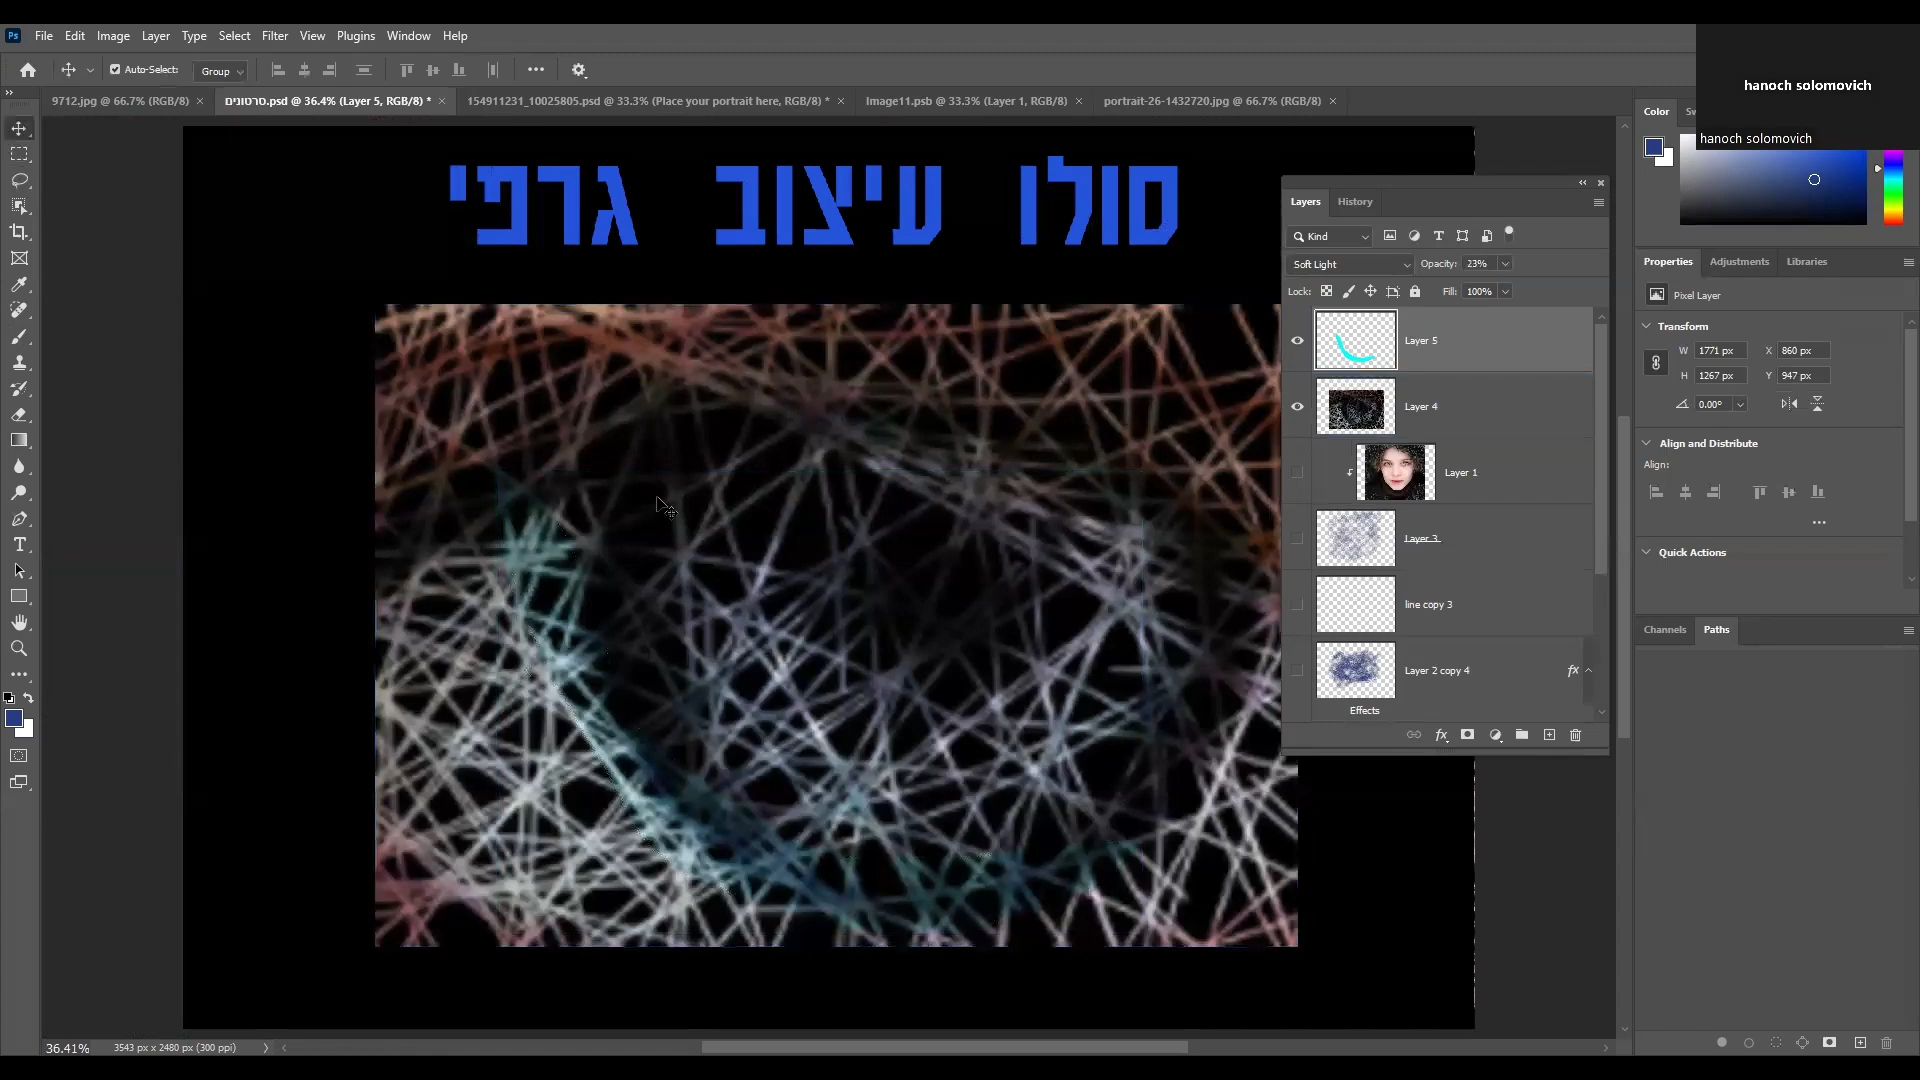 Ps File Edit Image Layer Type Select Filter View Plugins Window Help
hanoch solomovich
hanoch solomovich
Auto-Select: Group
9712.jpg @ 66.7% (RGB/8) סרטונים.psd @ 36.4% (Layer 5, RGB/8) * 154911231_10025805.psd @ 33.3% (Place your portrait here, RGB/8) * Image11.psb @ 33.3% (Layer 1, RGB/8) portrait-26-1432720.jpg @ 66.7% (RGB/8)
סולו עיצוב גרפי
Layers History
Kind
Soft Light Opacity: 23%
Lock: Fill: 100%
Layer 5
Layer 4
Layer 1
Layer 3
line copy 3
Layer 2 copy 4 fx
Effects
fx
Color
Properties Adjustments Libraries
Pixel Layer
Transform
W 1771 px X 860 px
H 1267 px Y 947 px
0.00°
Align and Distribute
Align:
Quick Actions
Channels Paths
36.41% 3543 px x 2480 px (300 ppi)